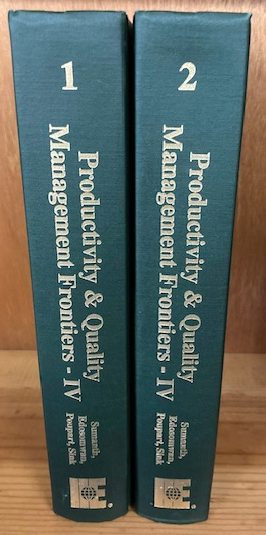 1
Productivity & Quality
Management Frontiers - IV
Sumanth,
Edosomwan,
Poupart, Sink
2
Productivity & Quality
Management Frontiers - IV
Sumanth,
Edosomwan,
Poupart, Sink